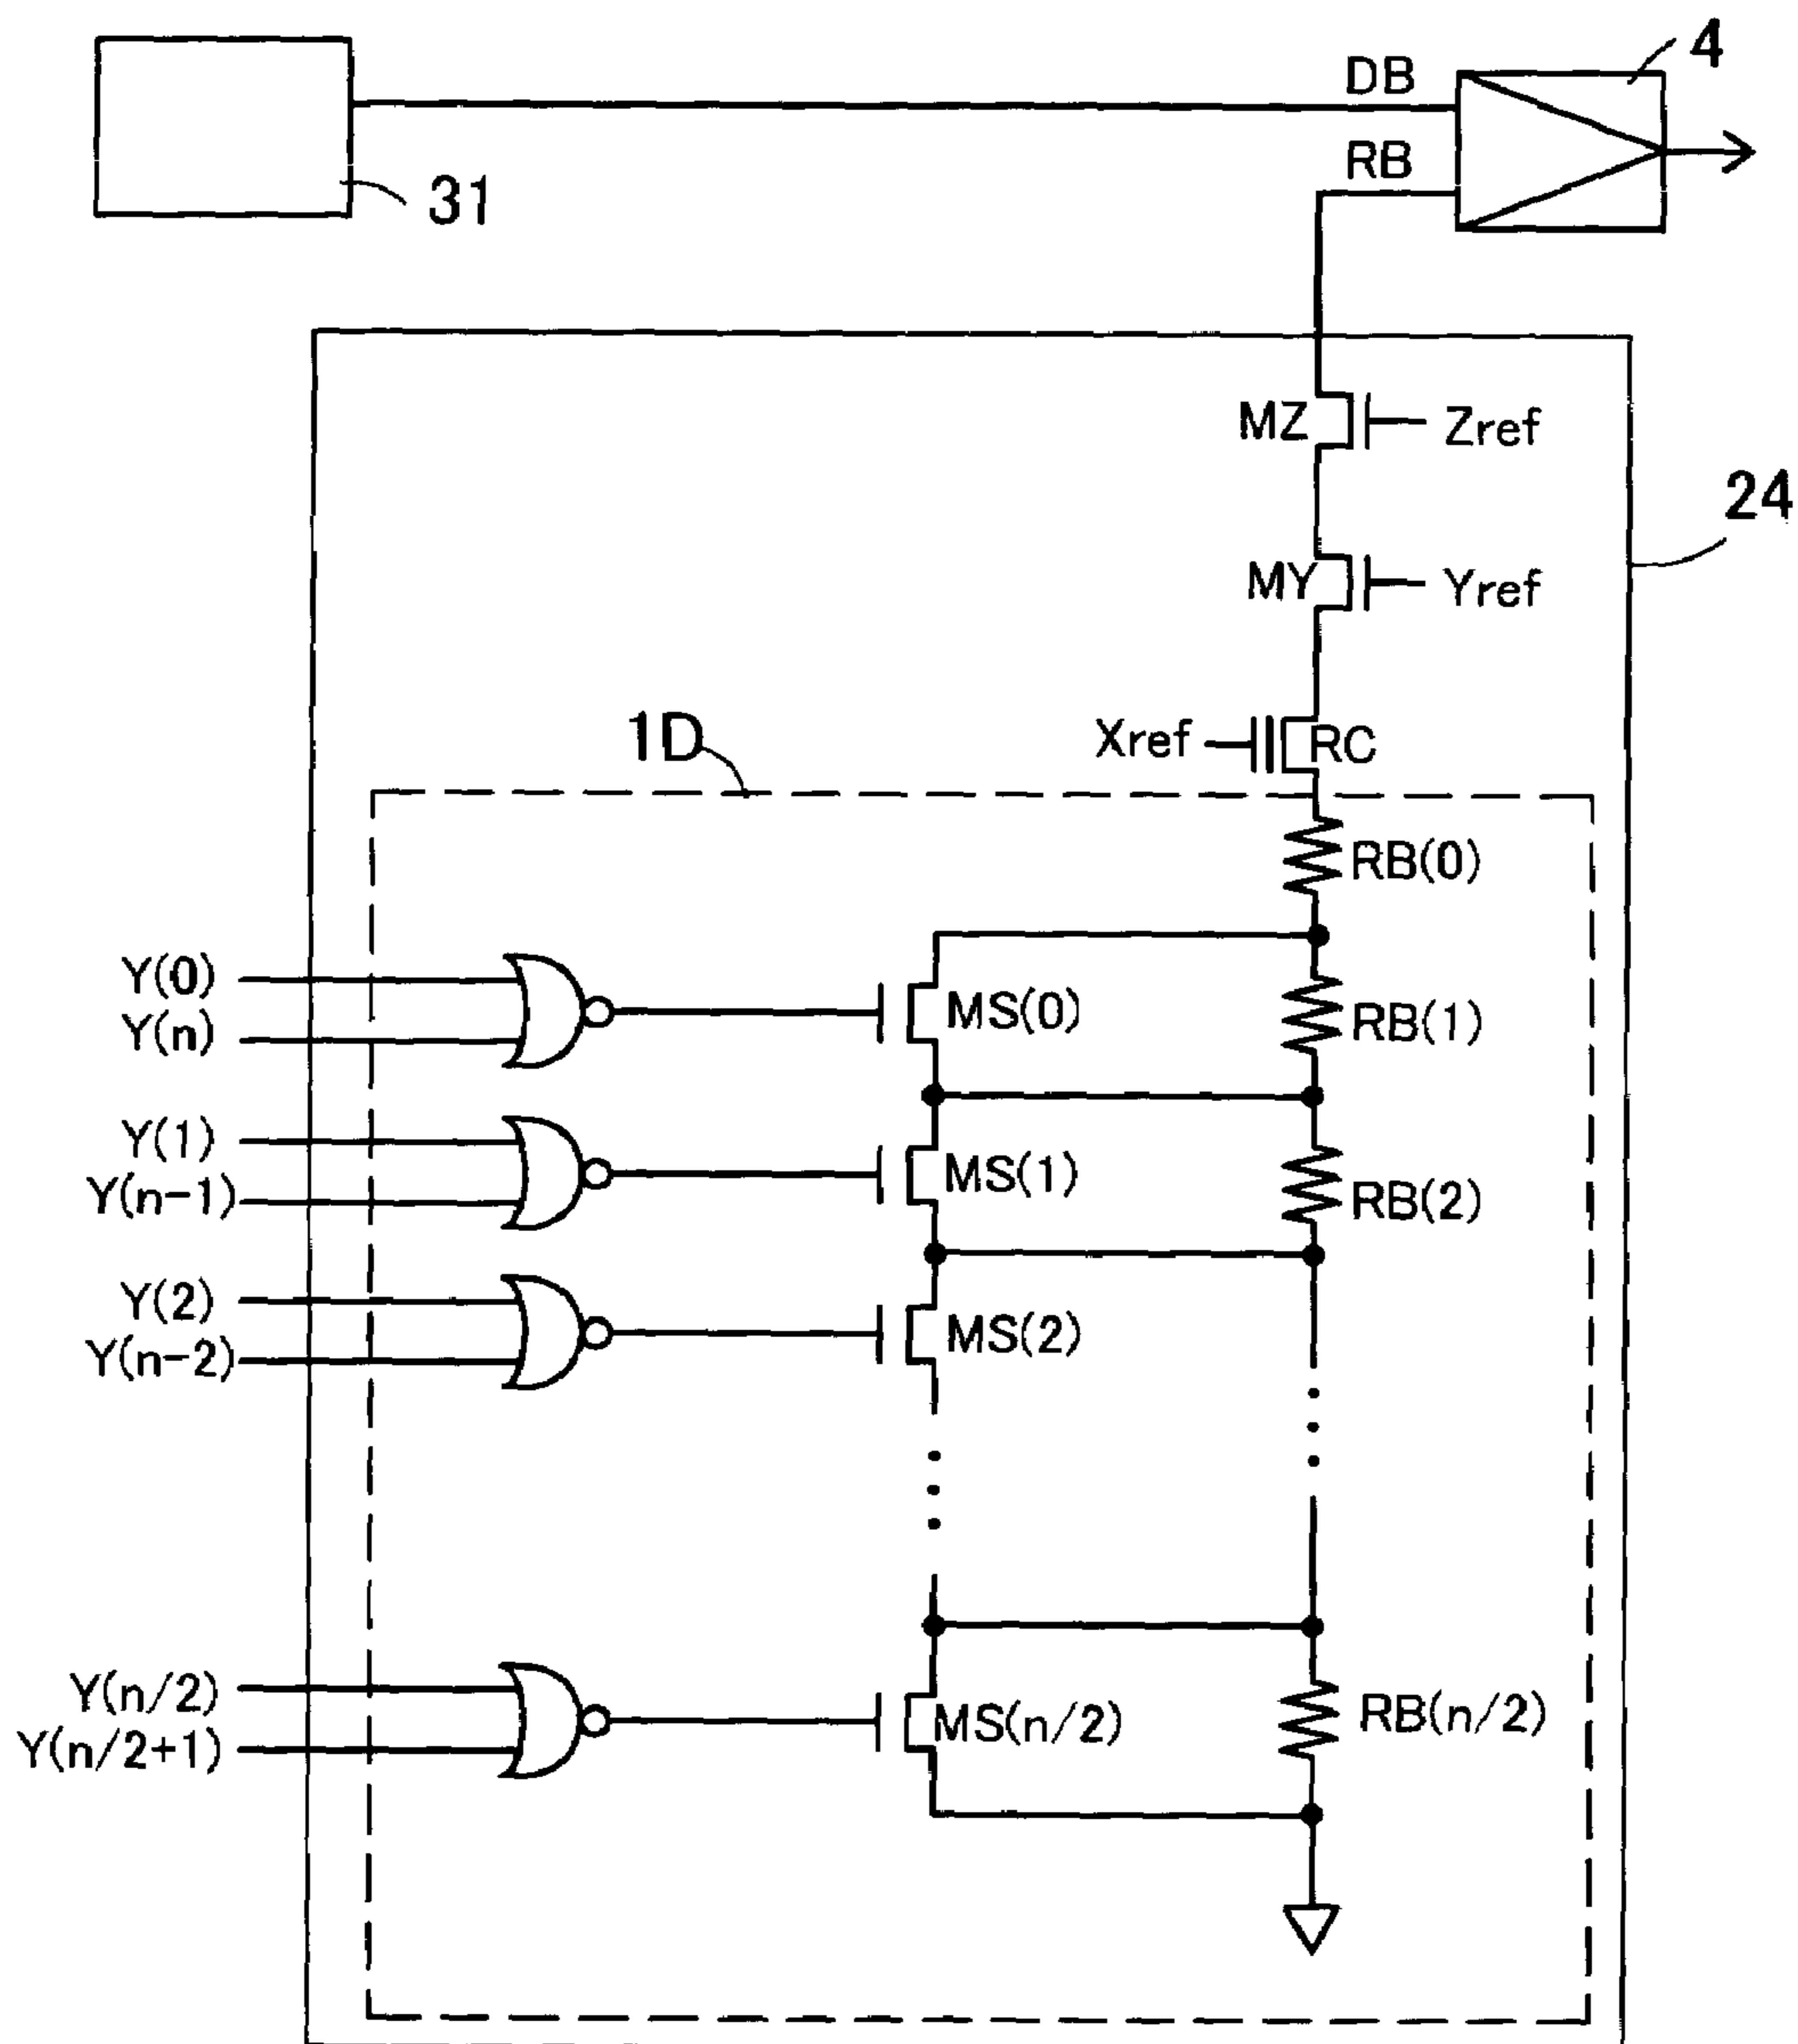 4
DB
RB
31
MZ
Zref
24
MY
Yref
1D
Xref
RC
RB(0)
Y(0)
Y(n)
MS(0)
RB(1)
Y(1)
Y(n-1)
MS(1)
RB(2)
Y(2)
Y(n-2)
MS(2)
Y(n/2)
Y(n/2+1)
MS(n/2)
RB(n/2)